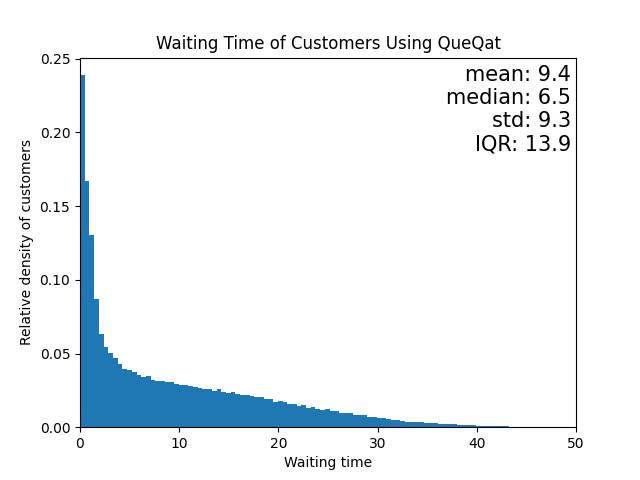 Waiting Time of Customers Using QueQat
mean: 9.4
median: 6.5
std: 9.3
IQR: 13.9
Relative density of customers
0.25
0.20
0.15
0.10
0.05
0.00
0 10 20 30 40 50
Waiting time